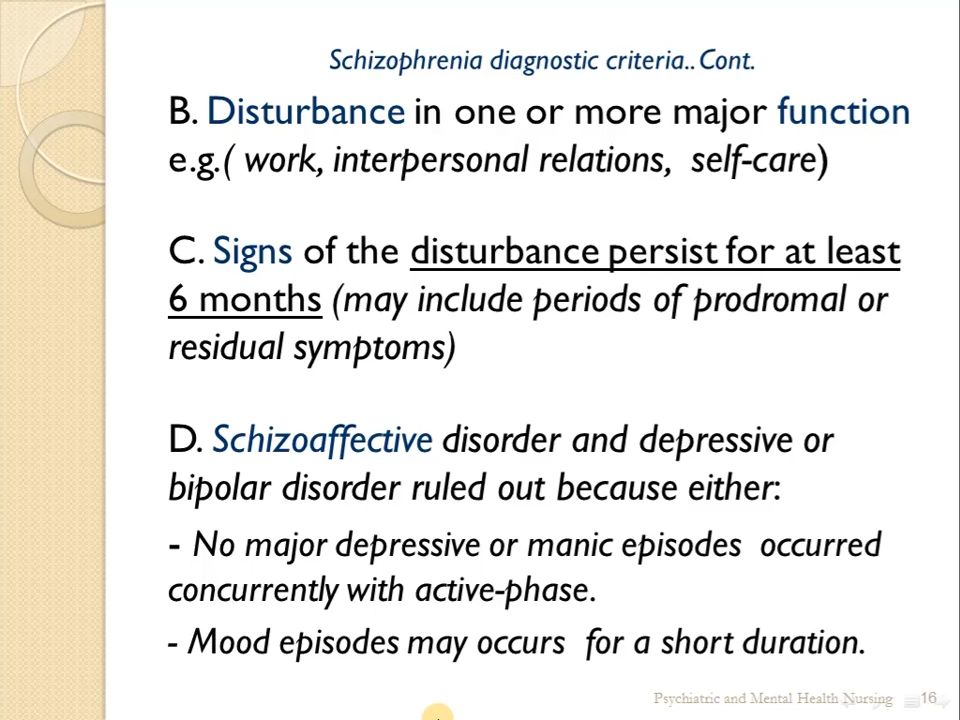 Schizophrenia diagnostic criteria.. Cont.
B. Disturbance in one or more major function
e.g.( work, interpersonal relations, self-care)
C. Signs of the disturbance persist for at least
6 months (may include periods of prodromal or
residual symptoms)
D. Schizoaffective disorder and depressive or
bipolar disorder ruled out because either:
- No major depressive or manic episodes occurred
concurrently with active-phase.
- Mood episodes may occurs for a short duration.
Psychiatric and Mental Health Nursing 16